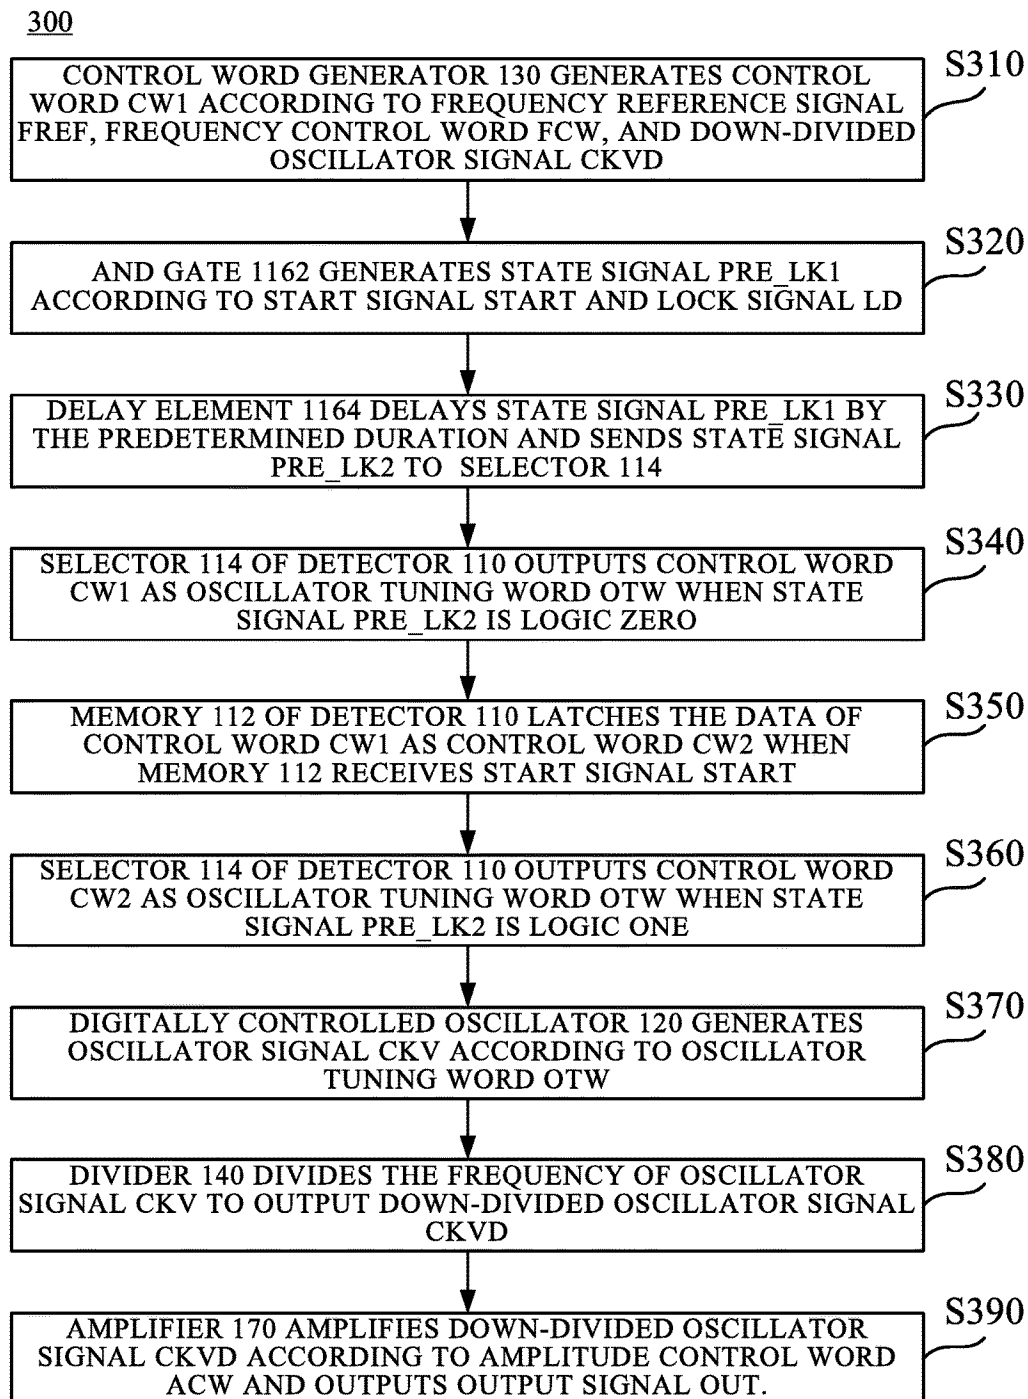 300
S310
CONTROL WORD GENERATOR 130 GENERATES CONTROL
WORD CW1 ACCORDING TO FREQUENCY REFERENCE SIGNAL
FREF, FREQUENCY CONTROL WORD FCW, AND DOWN-DIVIDED
OSCILLATOR SIGNAL CKVD
S320
AND GATE 1162 GENERATES STATE SIGNAL PRE_LK1
ACCORDING TO START SIGNAL START AND LOCK SIGNAL LD
S330
DELAY ELEMENT 1164 DELAYS STATE SIGNAL PRE_LK1 BY
THE PREDETERMINED DURATION AND SENDS STATE SIGNAL
PRE_LK2 TO SELECTOR 114
S340
SELECTOR 114 OF DETECTOR 110 OUTPUTS CONTROL WORD
CW1 AS OSCILLATOR TUNING WORD OTW WHEN STATE
SIGNAL PRE_LK2 IS LOGIC ZERO
S350
MEMORY 112 OF DETECTOR 110 LATCHES THE DATA OF
CONTROL WORD CW1 AS CONTROL WORD CW2 WHEN
MEMORY 112 RECEIVES START SIGNAL START
S360
SELECTOR 114 OF DETECTOR 110 OUTPUTS CONTROL WORD
CW2 AS OSCILLATOR TUNING WORD OTW WHEN STATE
SIGNAL PRE_LK2 IS LOGIC ONE
S370
DIGITALLY CONTROLLED OSCILLATOR 120 GENERATES
OSCILLATOR SIGNAL CKV ACCORDING TO OSCILLATOR
TUNING WORD OTW
S380
DIVIDER 140 DIVIDES THE FREQUENCY OF OSCILLATOR
SIGNAL CKV TO OUTPUT DOWN-DIVIDED OSCILLATOR SIGNAL
CKVD
S390
AMPLIFIER 170 AMPLIFIES DOWN-DIVIDED OSCILLATOR
SIGNAL CKVD ACCORDING TO AMPLITUDE CONTROL WORD
ACW AND OUTPUTS OUTPUT SIGNAL OUT.